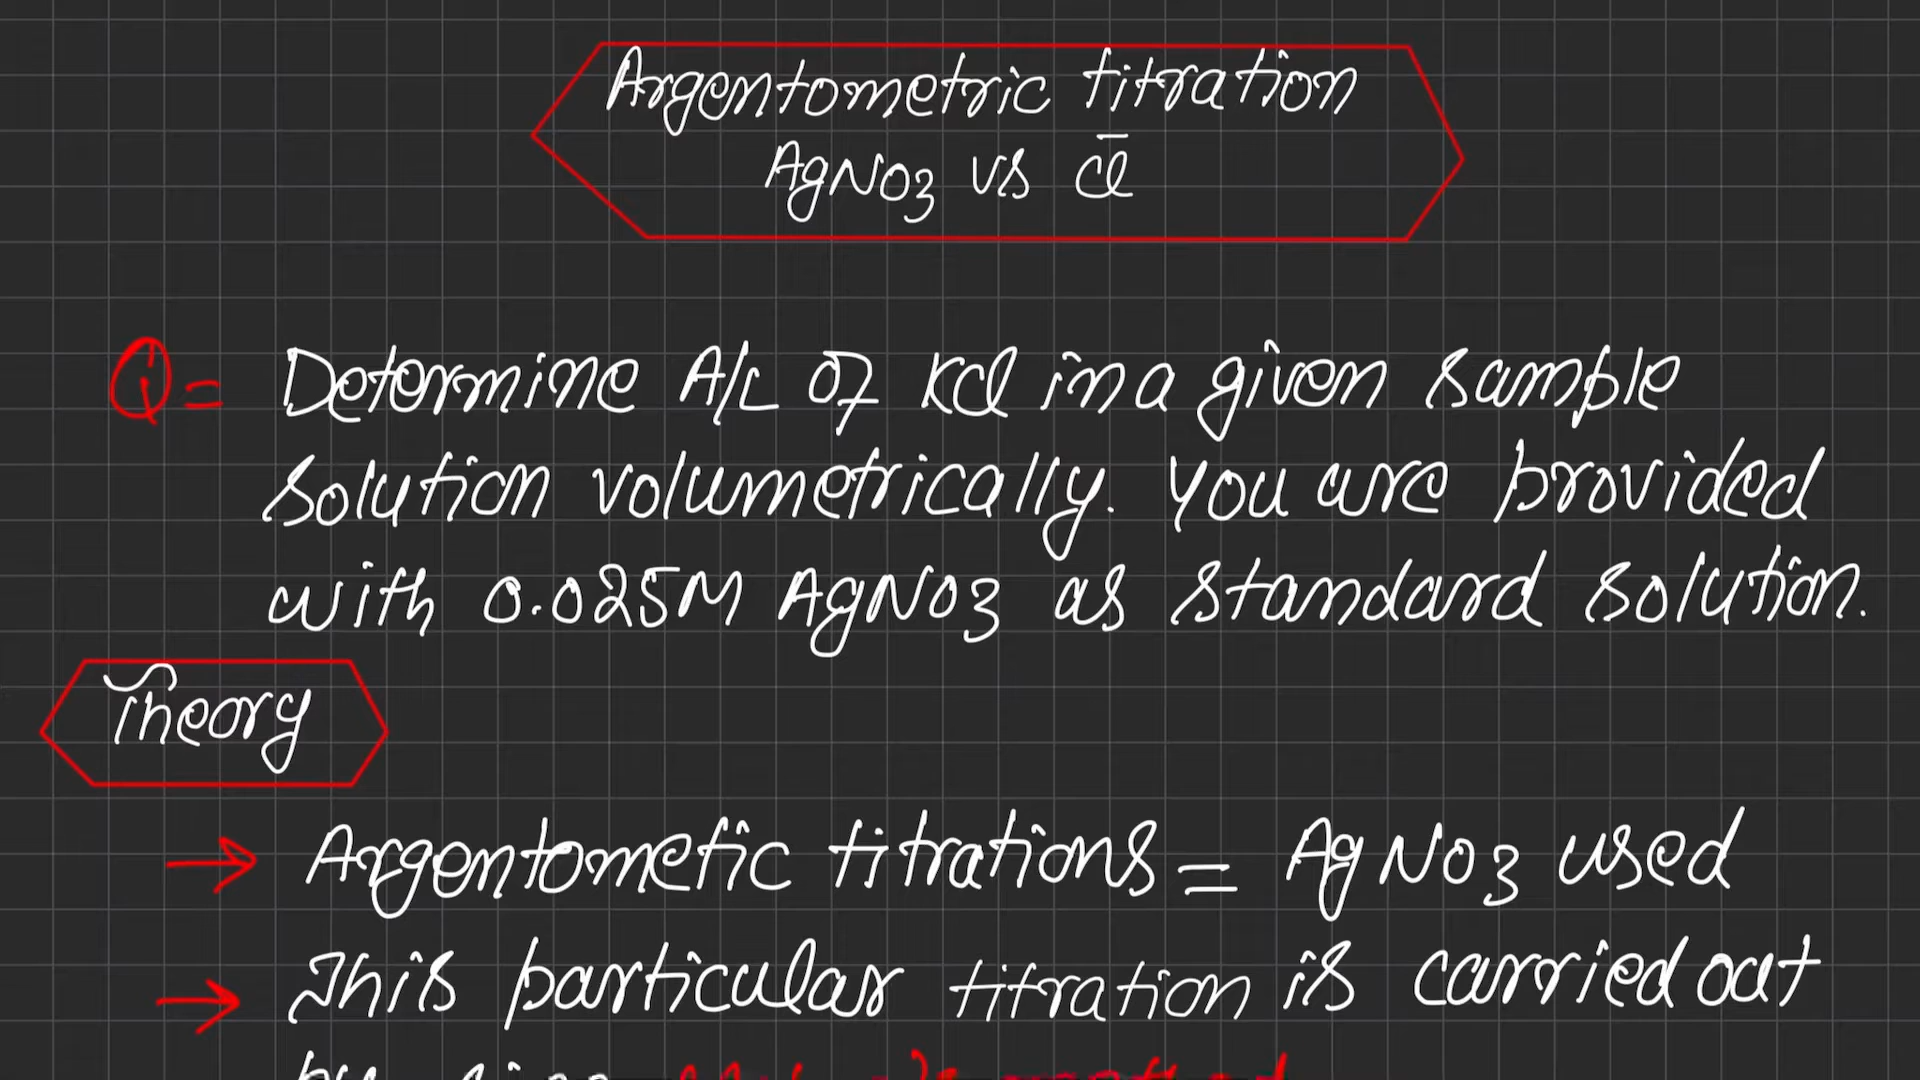 Argentometric titration
AgNO3 vs Cl̄
Q= Determine A/L of KCl in a given sample
solution volumetrically. You are provided
with 0.025M AgNO3 as standard solution.
Theory
→ Argentometic titrations = AgNO3 used
→ This particular titration is carried out